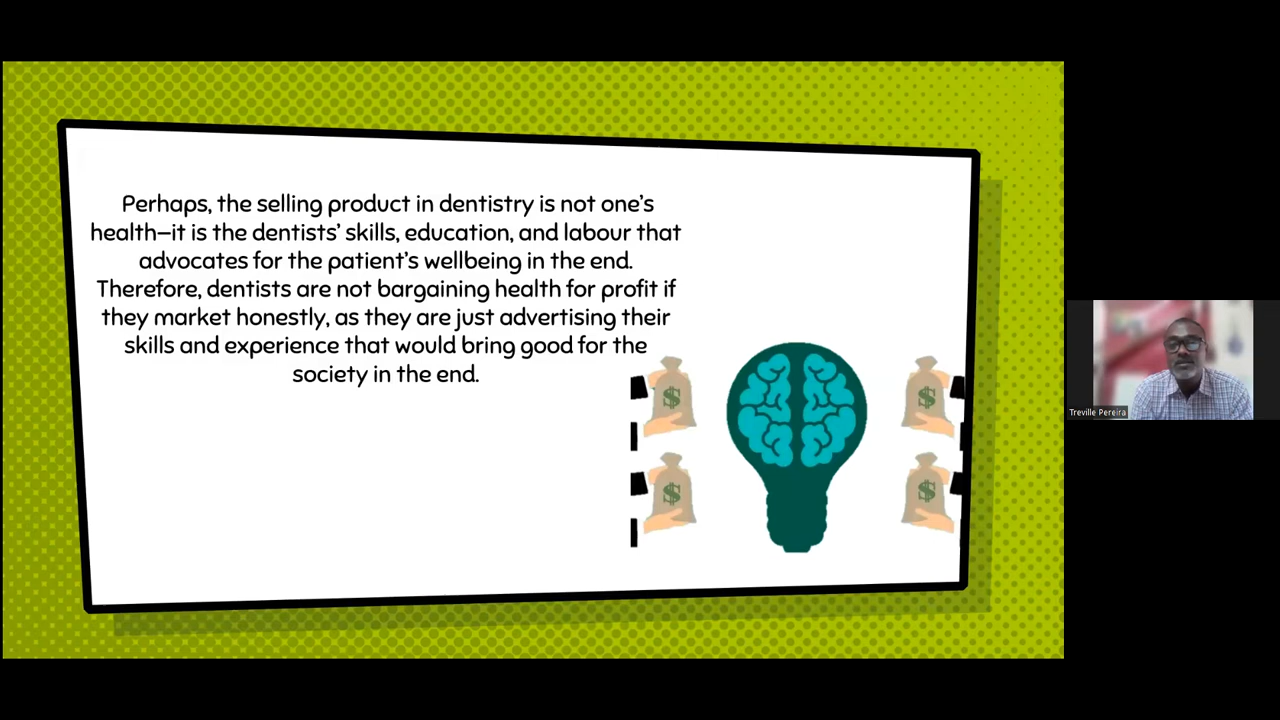 Perhaps, the selling product in dentistry is not one's
health—it is the dentists' skills, education, and labour that
advocates for the patient's wellbeing in the end.
Therefore, dentists are not bargaining health for profit if
they market honestly, as they are just advertising their
skills and experience that would bring good for the
society in the end.
$
$
$
$
Treville Pereira